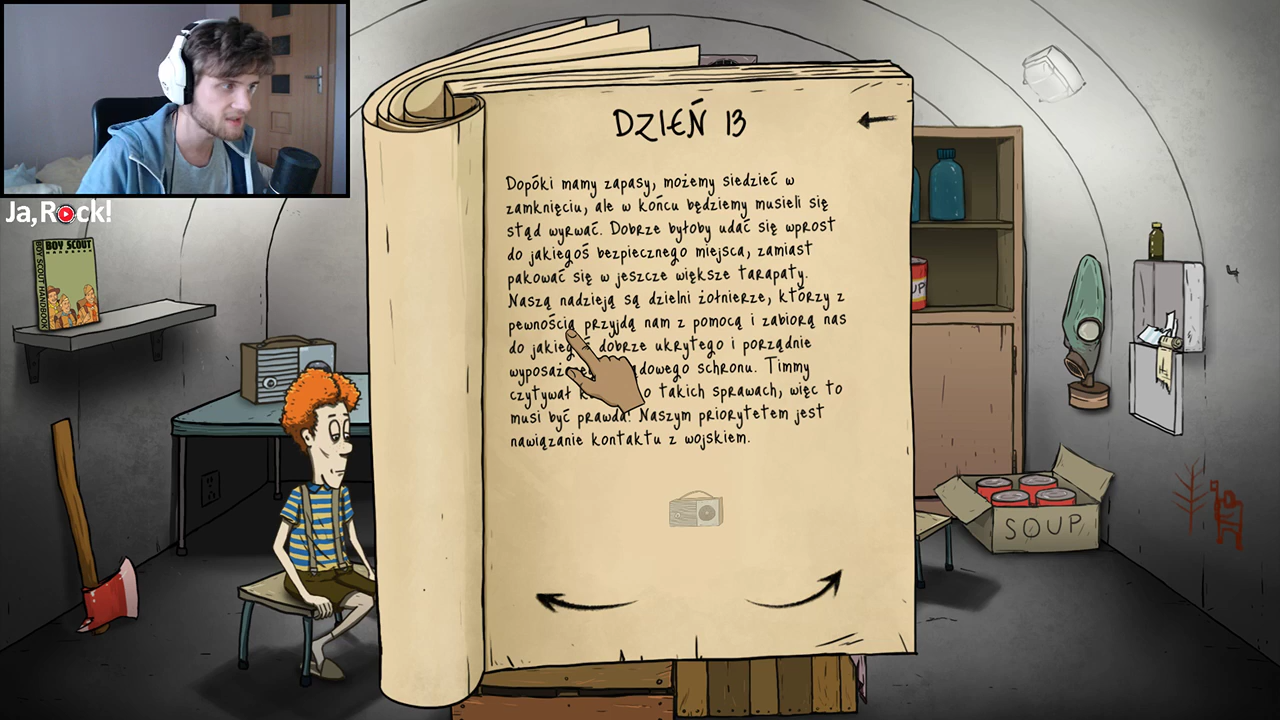 DZIEŃ 13
Dopóki mamy zapasy, możemy siedzieć w
zamknięciu, ale w końcu będziemy musieli się
stąd wyrwać. Dobrze byłoby udać się wprost
do jakiegoś bezpiecznego miejsca, zamiast
pakować się w jeszcze większe tarapaty.
Naszą nadzieją są dzielni żołnierze, którzy z
pewnością przyjdą nam z pomocą i zabiorą nas
do dobrze ukrytego i porządnie
schronu. Timmy
czytywał o takich sprawach, więc to
musi być prawda! Naszym priorytetem jest
nawiązanie kontaktu z wojskiem.
Ja, Rock!
BOY SCOUT
BOY SCOUT HANDBOOK
UP
SOUP